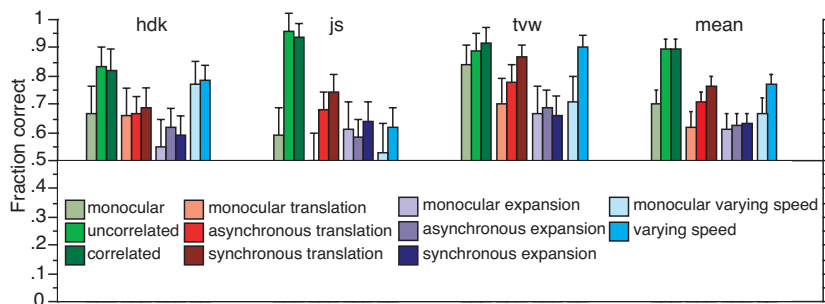 hdk js tvw mean
1
.9
.8
.7
.6
.5
.4
.3
.2
.1
0
Fraction correct
monocular monocular translation monocular expansion monocular varying speed
uncorrelated asynchronous translation asynchronous expansion varying speed
correlated synchronous translation synchronous expansion